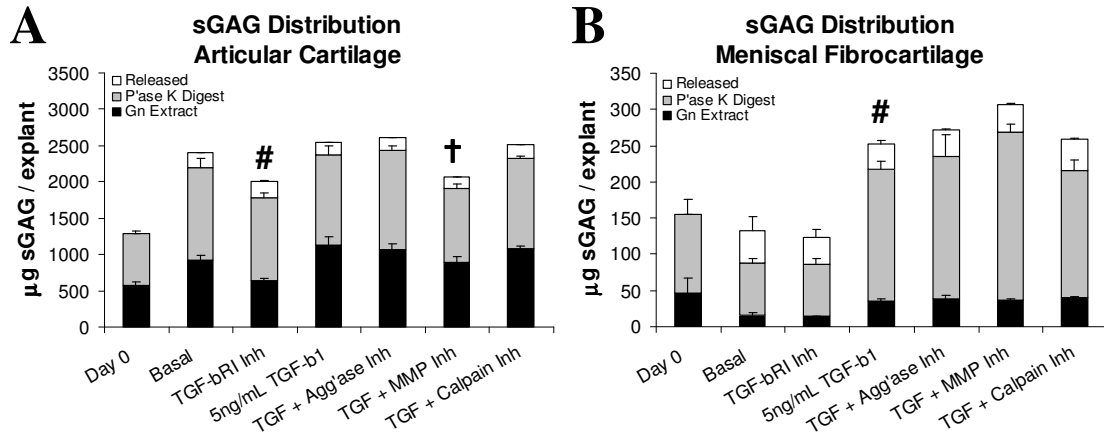 A
sGAG Distribution
Articular Cartilage
µg sGAG / explant
3500
3000
2500
2000
1500
1000
500
0
Released
P'ase K Digest
Gn Extract
#
†
Day 0
Basal
TGF-bRI Inh
5ng/mL TGF-b1
TGF + Agg'ase Inh
TGF + MMP Inh
TGF + Calpain Inh
B
sGAG Distribution
Meniscal Fibrocartilage
µg sGAG / explant
350
300
250
200
150
100
50
0
Released
P'ase K Digest
Gn Extract
#
Day 0
Basal
TGF-bRI Inh
5ng/mL TGF-b1
TGF + Agg'ase Inh
TGF + MMP Inh
TGF + Calpain Inh